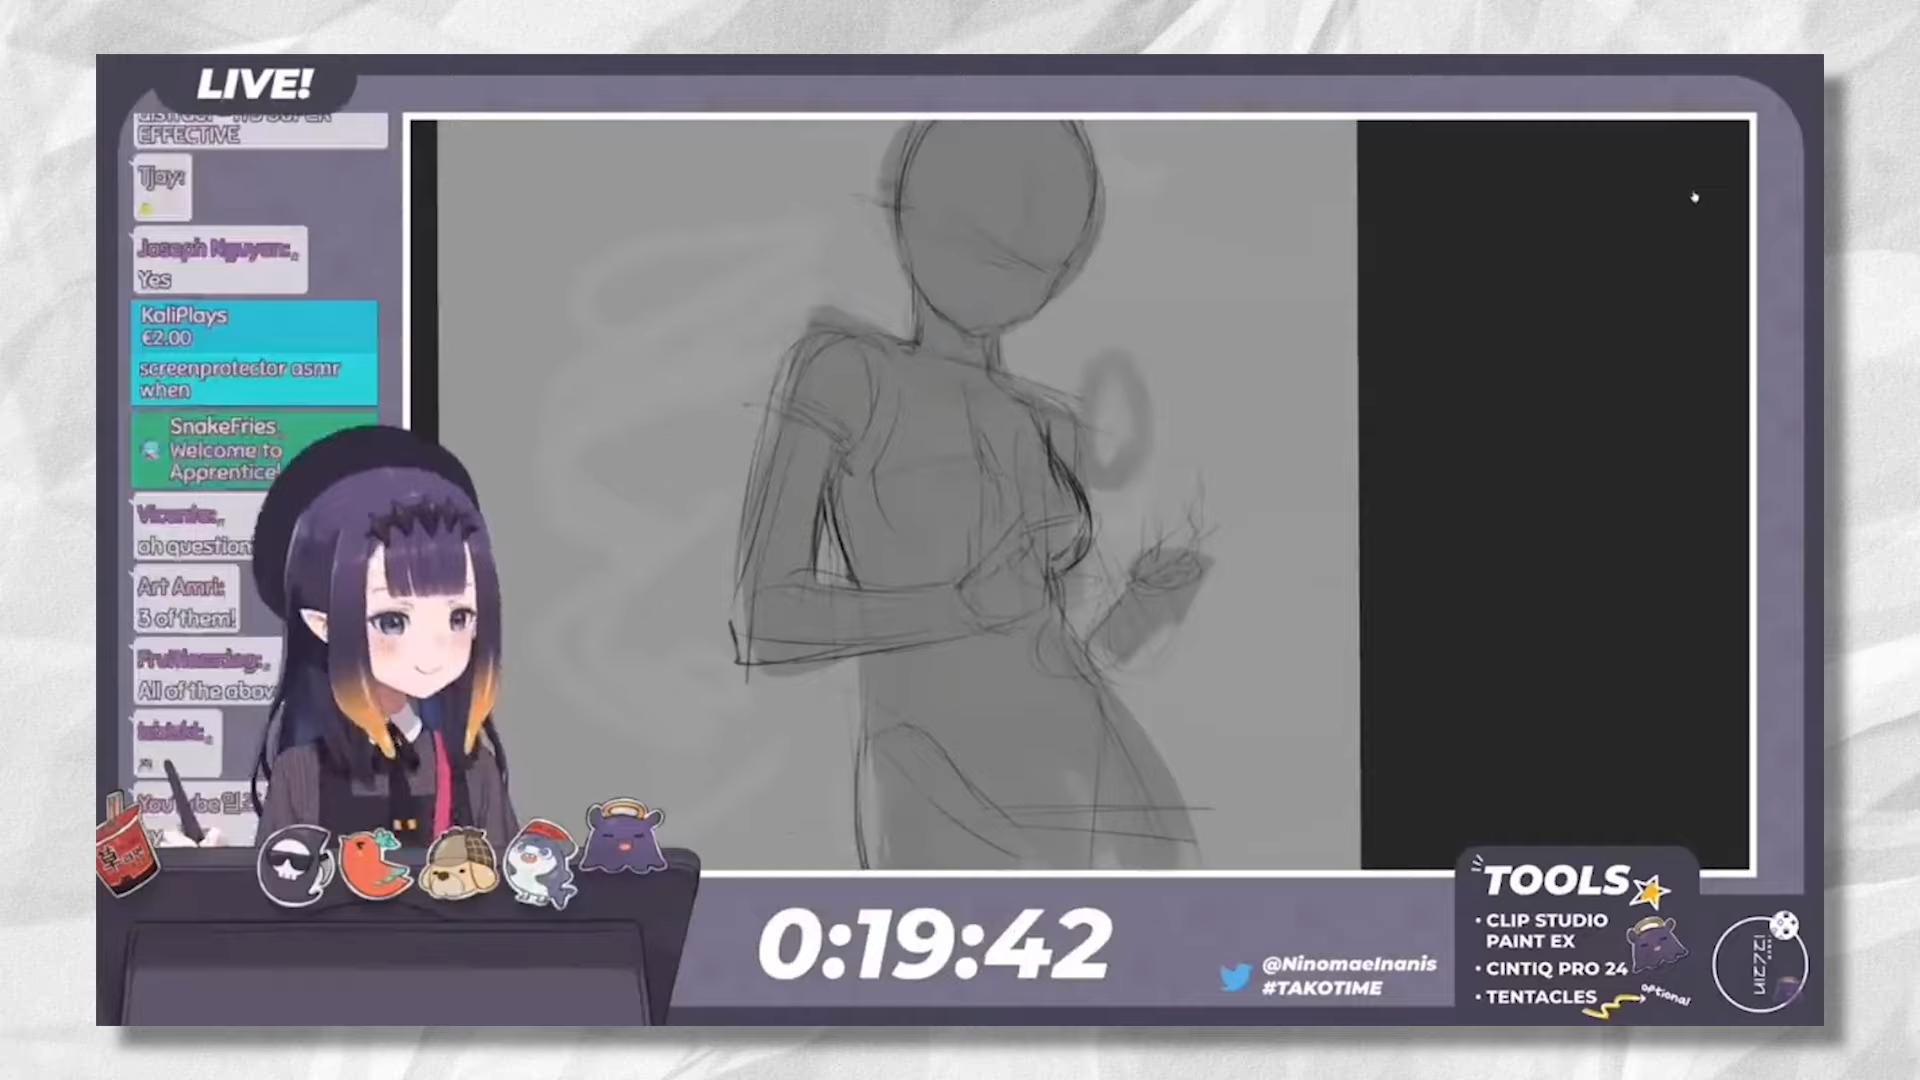 LIVE!
EFFECTIVE
Tjay:
Joseph Nguyen:
Yes
KaliPlays
€2.00
screenprotector asmr
when
SnakeFries
Welcome to
Apprentice!
oh question
Art Amri:
3 of them!
All of the abov
0:19:42
@NinomaeInanis
#TAKOTIME
TOOLS
• CLIP STUDIO
PAINT EX
• CINTIQ PRO 24
• TENTACLES
optional